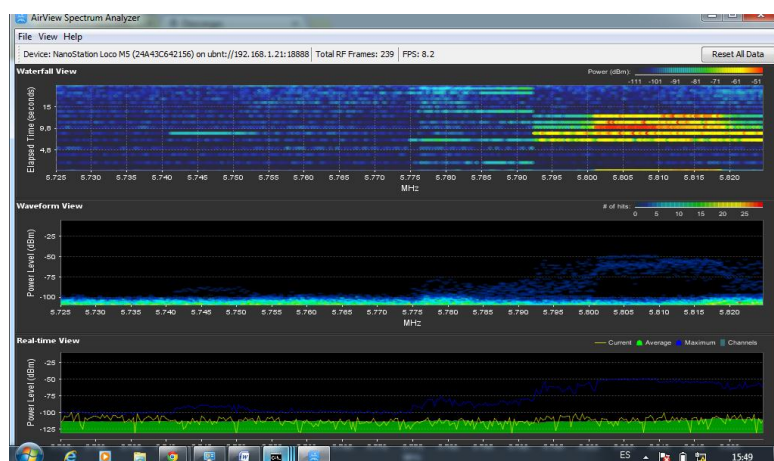 AirView Spectrum Analyzer
File View Help
Device: NanoStation Loco M5 (24A43C642156) on ubnt://192.168.1.21:18888 Total RF Frames: 239 FPS: 8.2 Reset All Data
Waterfall View Power (dBm):
-111 -101 -91 -81 -71 -61 -51
Elapsed Time (seconds)
15
9,8
4,8
5.725 5.730 5.735 5.740 5.745 5.750 5.755 5.760 5.765 5.770 5.775 5.780 5.785 5.790 5.795 5.800 5.805 5.810 5.815 5.820
MHz
Waveform View # of hits:
0 5 10 15 20 25
Power Level (dBm)
-25
-50
-75
-100
5.725 5.730 5.735 5.740 5.745 5.750 5.755 5.760 5.765 5.770 5.775 5.780 5.785 5.790 5.795 5.800 5.805 5.810 5.815 5.820
MHz
Real-time View Current Average Maximum Channels
Power Level (dBm)
-25
-50
-75
-100
-125
ES 15:49